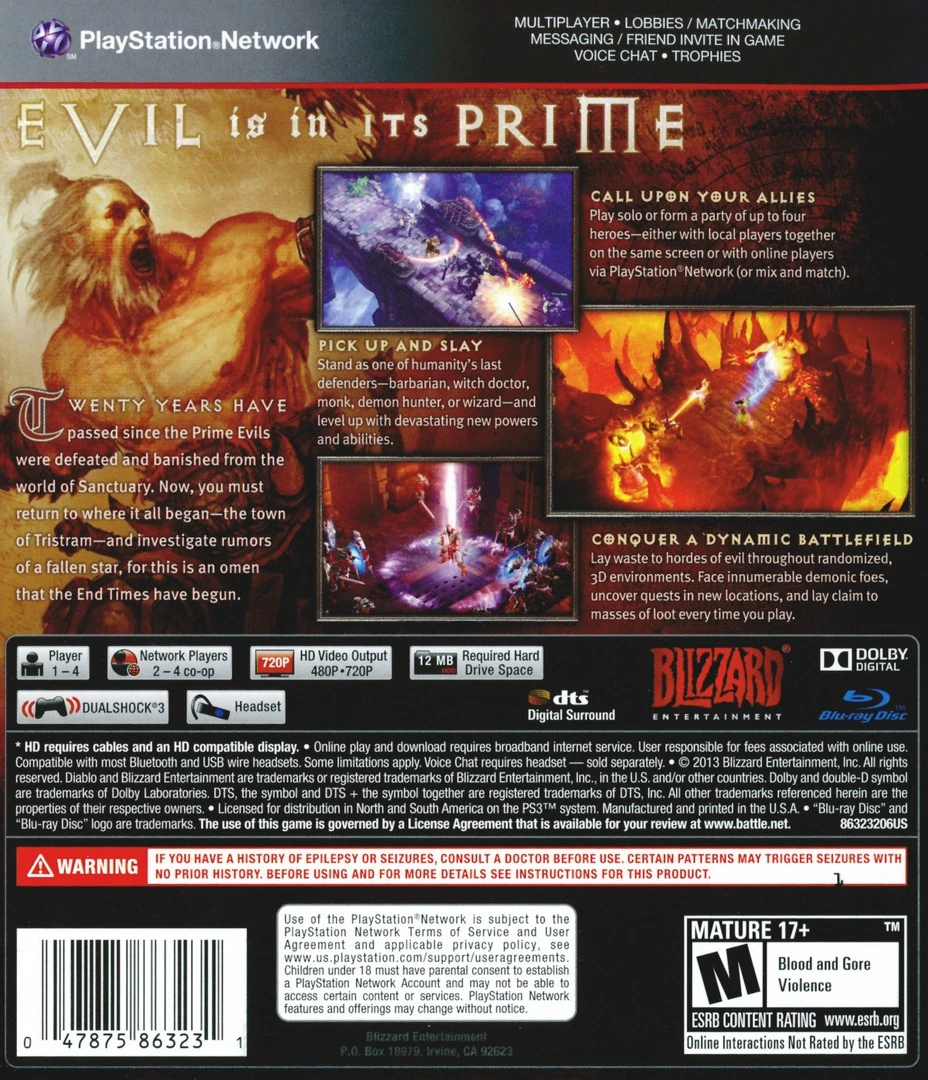 PlayStation®Network
SM
MULTIPLAYER • LOBBIES / MATCHMAKING
MESSAGING / FRIEND INVITE IN GAME
VOICE CHAT • TROPHIES
EVIL is in ITS PRIME
CALL UPON YOUR ALLIES
Play solo or form a party of up to four
heroes—either with local players together
on the same screen or with online players
via PlayStation®Network (or mix and match).
PICK UP AND SLAY
Stand as one of humanity's last
defenders—barbarian, witch doctor,
monk, demon hunter, or wizard—and
level up with devastating new powers
and abilities.
TWENTY YEARS HAVE
passed since the Prime Evils
were defeated and banished from the
world of Sanctuary. Now, you must
return to where it all began—the town
of Tristram—and investigate rumors
of a fallen star, for this is an omen
that the End Times have begun.
CONQUER A DYNAMIC BATTLEFIELD
Lay waste to hordes of evil throughout randomized,
3D environments. Face innumerable demonic foes,
uncover quests in new locations, and lay claim to
masses of loot every time you play.
Player
1 – 4
Network Players
2 – 4 co-op
720P
HD Video Output
480P•720P
12 MB
HDD
Required Hard
Drive Space
DUALSHOCK®3
Headset
dts™
Digital Surround
BLIZZARD®
ENTERTAINMENT
DOLBY
DIGITAL
Blu-ray Disc™
* HD requires cables and an HD compatible display. • Online play and download requires broadband internet service. User responsible for fees associated with online use.
Compatible with most Bluetooth and USB wire headsets. Some limitations apply. Voice Chat requires headset — sold separately. • © 2013 Blizzard Entertainment, Inc. All rights
reserved. Diablo and Blizzard Entertainment are trademarks or registered trademarks of Blizzard Entertainment, Inc., in the U.S. and/or other countries. Dolby and double-D symbol
are trademarks of Dolby Laboratories. DTS, the symbol and DTS + the symbol together are registered trademarks of DTS, Inc. All other trademarks referenced herein are the
properties of their respective owners. • Licensed for distribution in North and South America on the PS3™ system. Manufactured and printed in the U.S.A. • "Blu-ray Disc" and
"Blu-ray Disc" logo are trademarks. The use of this game is governed by a License Agreement that is available for your review at www.battle.net. 86323206US
WARNING
IF YOU HAVE A HISTORY OF EPILEPSY OR SEIZURES, CONSULT A DOCTOR BEFORE USE. CERTAIN PATTERNS MAY TRIGGER SEIZURES WITH
NO PRIOR HISTORY. BEFORE USING AND FOR MORE DETAILS SEE INSTRUCTIONS FOR THIS PRODUCT.
1
0 47875 86323 1
Use of the PlayStation®Network is subject to the
PlayStation Network Terms of Service and User
Agreement and applicable privacy policy, see
www.us.playstation.com/support/useragreements.
Children under 18 must have parental consent to establish
a PlayStation Network Account and may not be able to
access certain content or services. PlayStation Network
features and offerings may change without notice.
Blizzard Entertainment
P.O. Box 18979, Irvine, CA 92623
MATURE 17+ ™
M
Blood and Gore
Violence
ESRB CONTENT RATING www.esrb.org
Online Interactions Not Rated by the ESRB